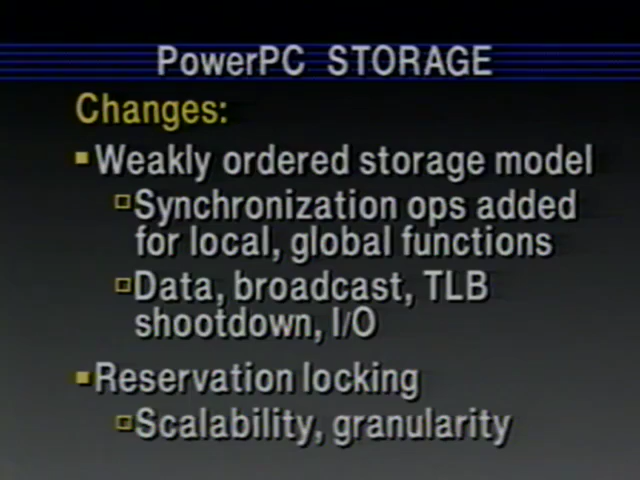 PowerPC STORAGE
Changes:
Weakly ordered storage model
Synchronization ops added
for local, global functions
Data, broadcast, TLB
shootdown, I/O
Reservation locking
Scalability, granularity